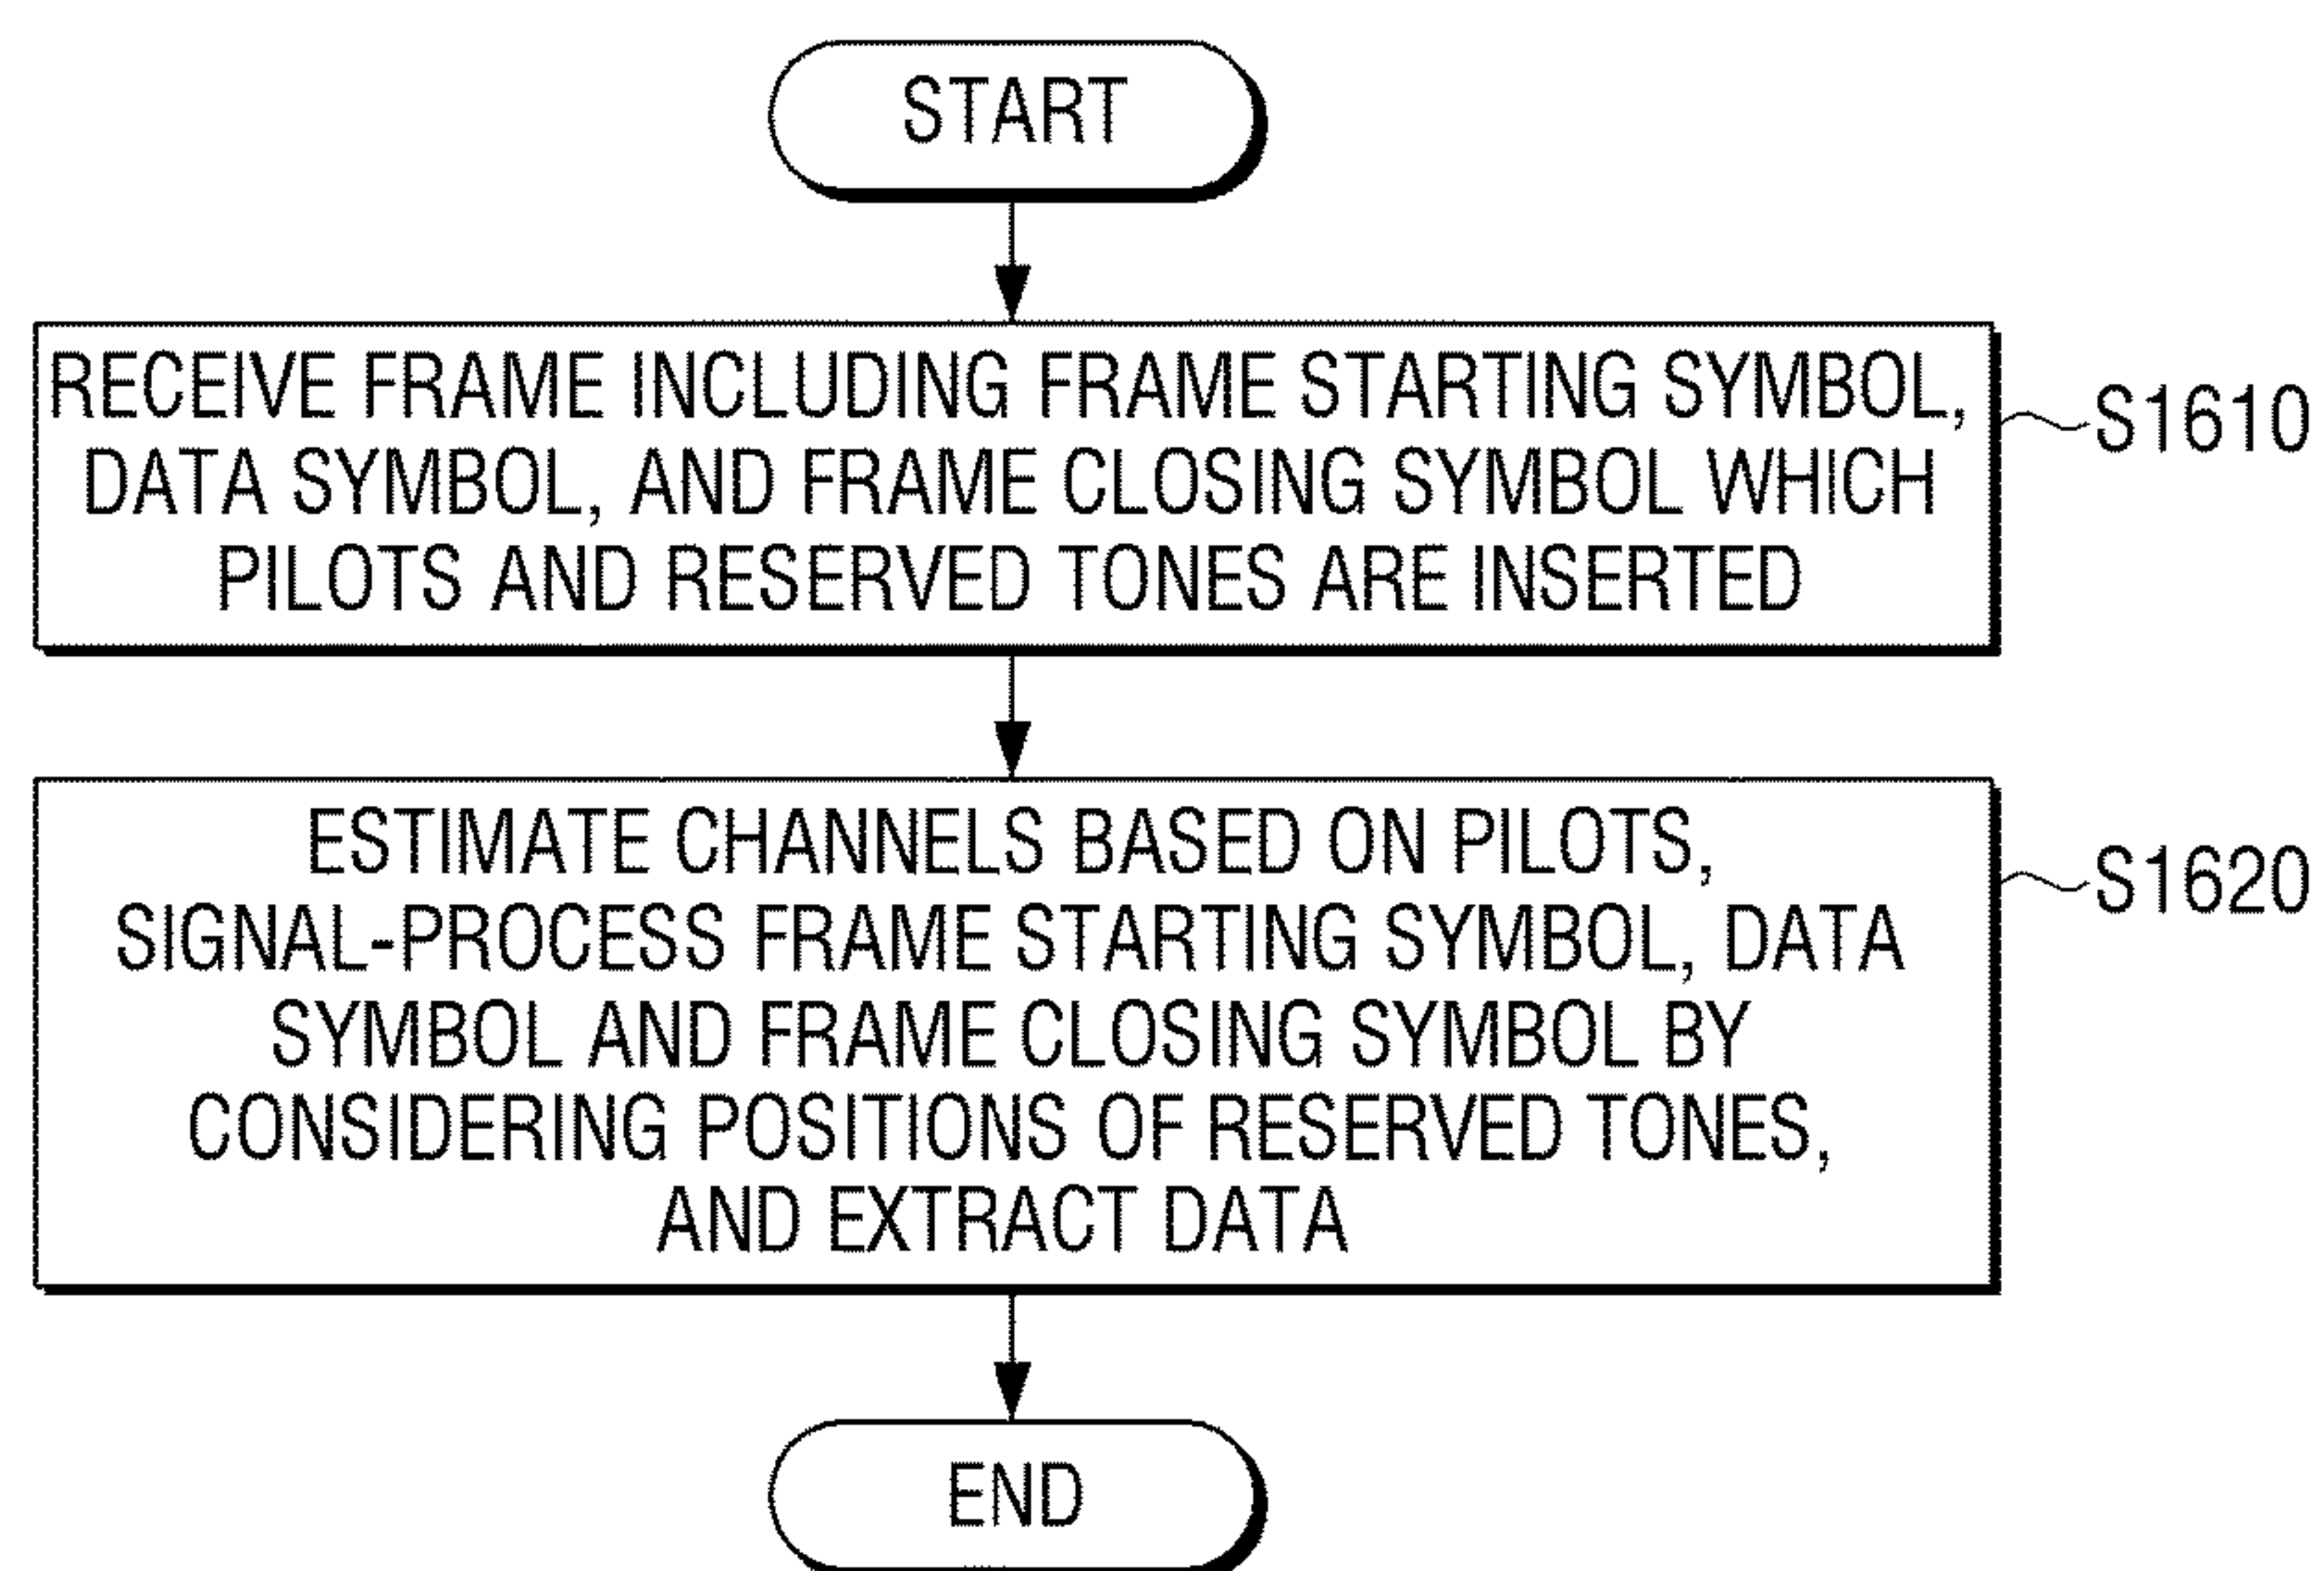 START
RECEIVE FRAME INCLUDING FRAME STARTING SYMBOL,
DATA SYMBOL, AND FRAME CLOSING SYMBOL WHICH
PILOTS AND RESERVED TONES ARE INSERTED
S1610
ESTIMATE CHANNELS BASED ON PILOTS,
SIGNAL-PROCESS FRAME STARTING SYMBOL, DATA
SYMBOL AND FRAME CLOSING SYMBOL BY
CONSIDERING POSITIONS OF RESERVED TONES,
AND EXTRACT DATA
S1620
END